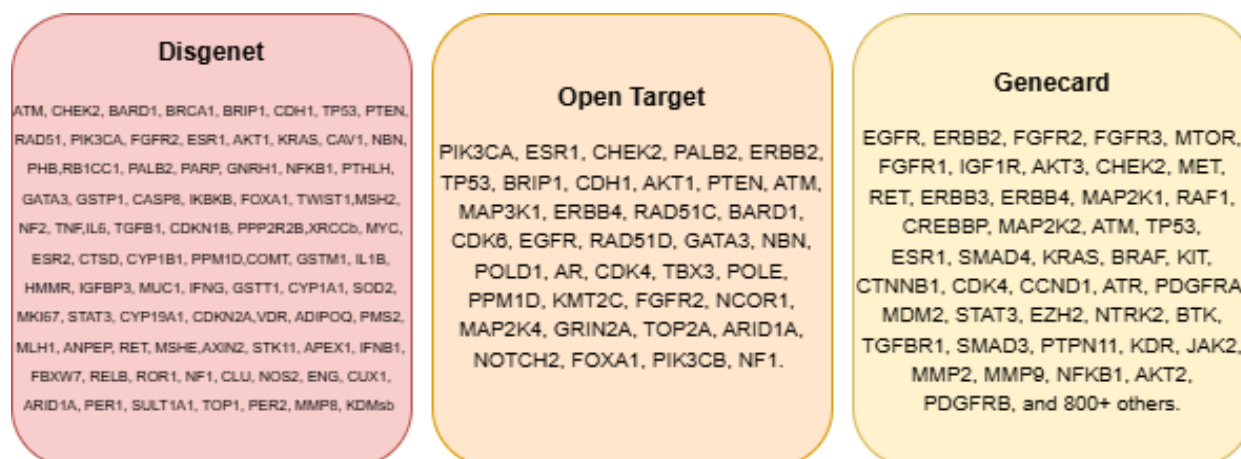 Disgenet
ATM, CHEK2, BARD1, BRCA1, BRIP1, CDH1, TP53, PTEN,
RAD51, PIK3CA, FGFR2, ESR1, AKT1, KRAS, CAV1, NBN,
PHB,RB1CC1, PALB2, PARP, GNRH1, NFKB1, PTHLH,
GATA3, GSTP1, CASP8, IKBKB, FOXA1, TWIST1,MSH2,
NF2, TNF,IL6, TGFB1, CDKN1B, PPP2R2B,XRCCb, MYC,
ESR2, CTSD, CYP1B1, PPM1D,COMT, GSTM1, IL1B,
HMMR, IGFBP3, MUC1, IFNG, GSTT1, CYP1A1, SOD2,
MKI67, STAT3, CYP19A1, CDKN2A,VDR, ADIPOQ, PMS2,
MLH1, ANPEP, RET, MSHE,AXIN2, STK11, APEX1, IFNB1,
FBXW7, RELB, ROR1, NF1, CLU, NOS2, ENG, CUX1,
ARID1A, PER1, SULT1A1, TOP1, PER2, MMP8, KDMsb
Open Target
PIK3CA, ESR1, CHEK2, PALB2, ERBB2,
TP53, BRIP1, CDH1, AKT1, PTEN, ATM,
MAP3K1, ERBB4, RAD51C, BARD1,
CDK6, EGFR, RAD51D, GATA3, NBN,
POLD1, AR, CDK4, TBX3, POLE,
PPM1D, KMT2C, FGFR2, NCOR1,
MAP2K4, GRIN2A, TOP2A, ARID1A,
NOTCH2, FOXA1, PIK3CB, NF1.
Genecard
EGFR, ERBB2, FGFR2, FGFR3, MTOR,
FGFR1, IGF1R, AKT3, CHEK2, MET,
RET, ERBB3, ERBB4, MAP2K1, RAF1,
CREBBP, MAP2K2, ATM, TP53,
ESR1, SMAD4, KRAS, BRAF, KIT,
CTNNB1, CDK4, CCND1, ATR, PDGFRA,
MDM2, STAT3, EZH2, NTRK2, BTK,
TGFBR1, SMAD3, PTPN11, KDR, JAK2,
MMP2, MMP9, NFKB1, AKT2,
PDGFRB, and 800+ others.